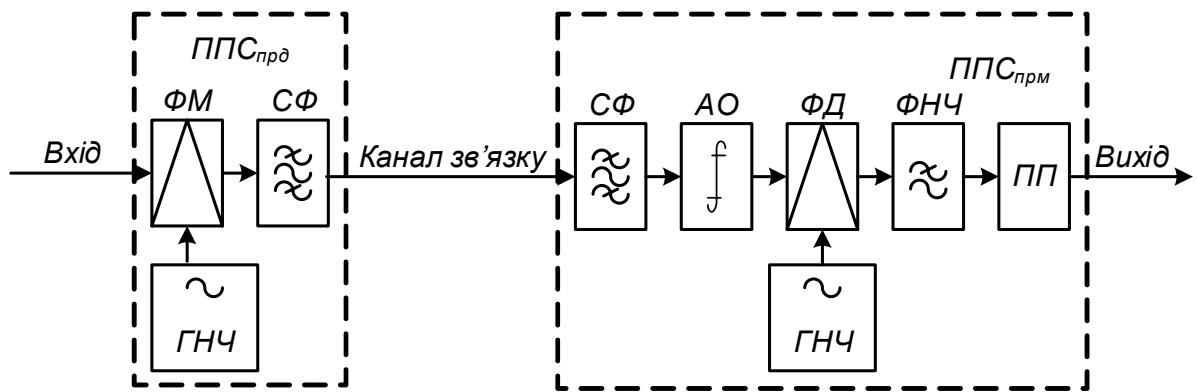 ППСпрд
ППСпрм
ФМ
СФ
СФ
АО
ФД
ФНЧ
Вхід
Канал зв’язку
ПП
Вихід
ГНЧ
ГНЧ